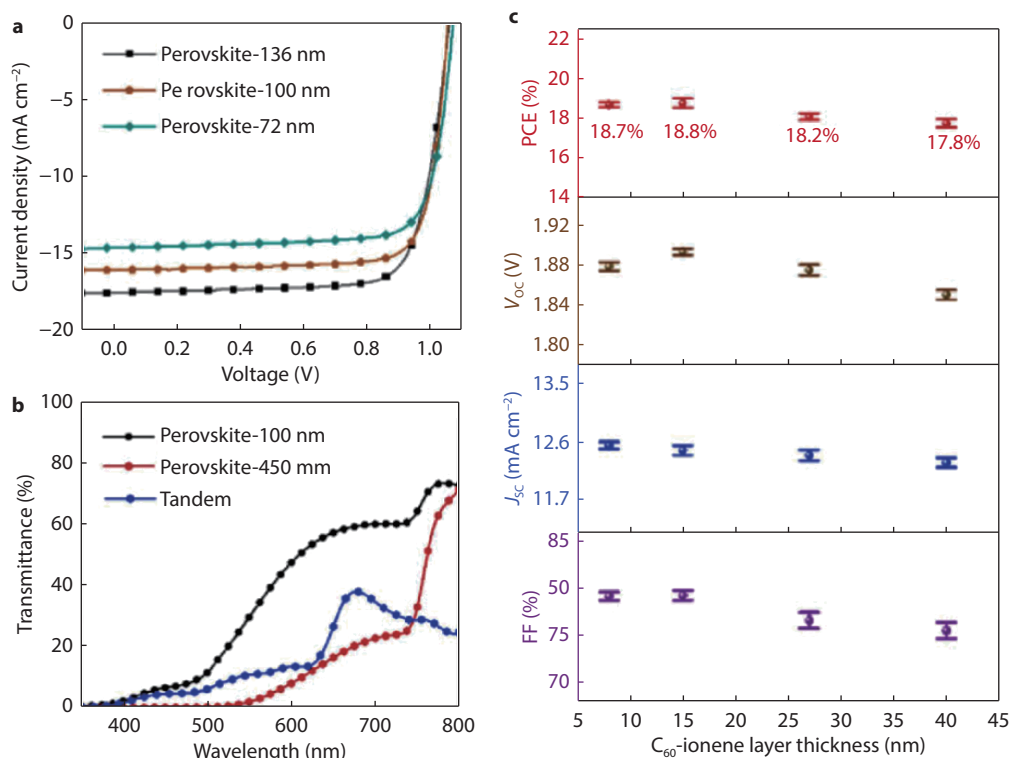 a
0
−5
−10
−15
−20
Current density (mA cm⁻²)
Perovskite-136 nm
Pe rovskite-100 nm
Perovskite-72 nm
0.0 0.2 0.4 0.6 0.8 1.0
Voltage (V)
b
100
80
60
40
20
0
Transmittance (%)
Perovskite-100 nm
Perovskite-450 mm
Tandem
400 500 600 700 800
Wavelength (nm)
c
22
20
18
16
14
PCE (%)
18.7% 18.8% 18.2% 17.8%
1.92
1.88
1.84
1.80
V_OC (V)
13.5
12.6
11.7
J_SC (mA cm⁻²)
85
50
75
70
FF (%)
5 10 15 20 25 30 35 40 45
C₆₀-ionene layer thickness (nm)